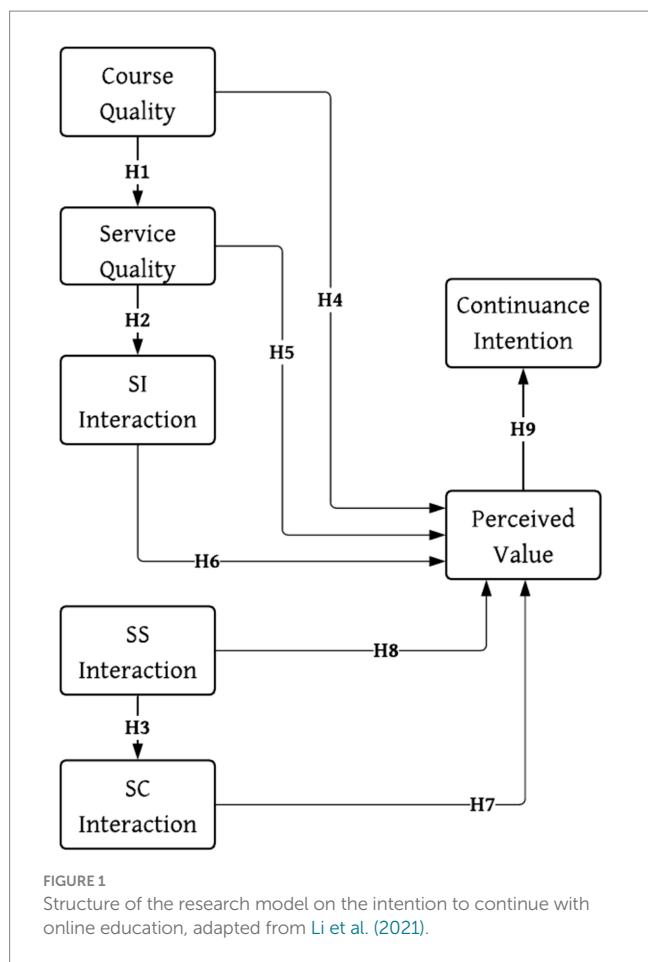 Course
Quality
H1
Service
Quality
H4
Continuance
Intention
H2
H5
SI
Interaction
H9
Perceived
Value
H6
SS
Interaction
H8
H3
SC
Interaction
H7
FIGURE 1
Structure of the research model on the intention to continue with
online education, adapted from Li et al. (2021).